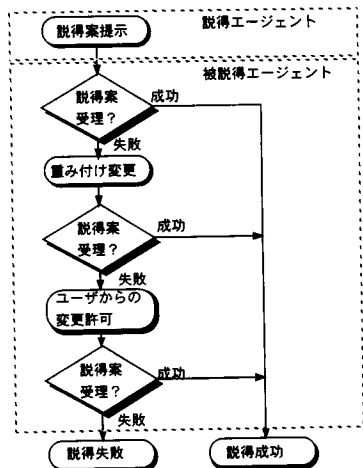 説得案提示
説得エージェント
被説得エージェント
説得案
受理？
成功
失敗
重み付け変更
説得案
受理？
成功
失敗
ユーザからの
変更許可
説得案
受理？
成功
失敗
説得失敗
説得成功